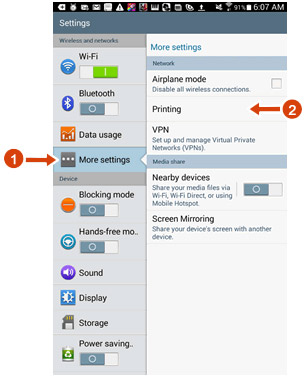 91% 6:07 AM
Settings
Wireless and networks
Wi-Fi
Bluetooth
Data usage
1
More settings
Device
Blocking mode
Hands-free mo..
Sound
Display
Storage
Power saving..
More settings
Network
Airplane mode
Disable all wireless connections.
Printing
2
VPN
Set up and manage Virtual Private
Networks (VPNs).
Media share
Nearby devices
Share your media files via
Wi-Fi, Wi-Fi Direct, or using
Mobile Hotspot.
Screen Mirroring
Share your device's screen with another
device.